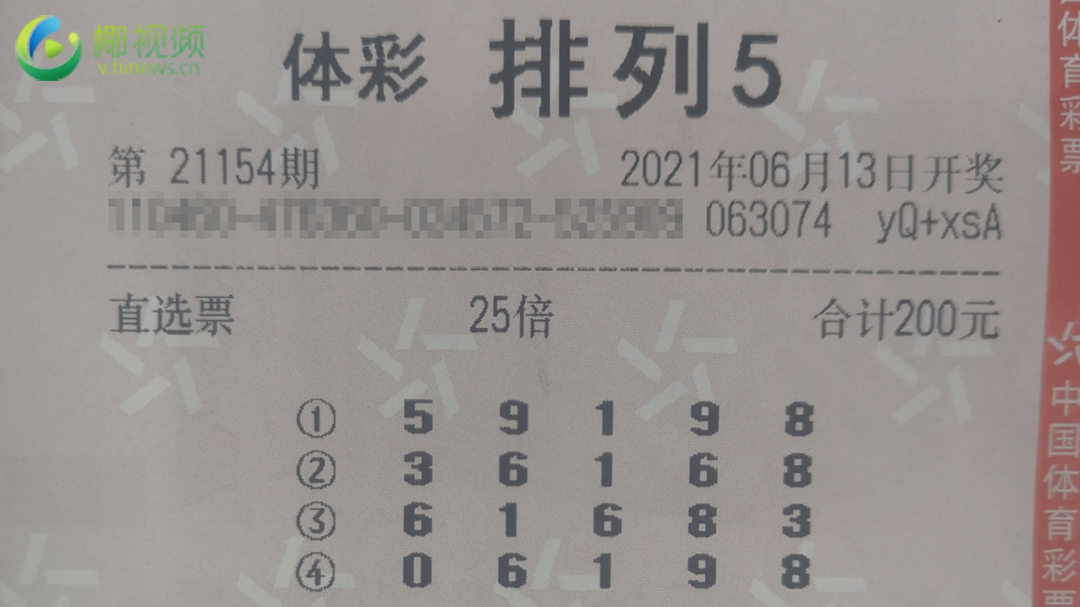 椰视频
v.hinews.cn
体彩 排列5
第 21154期 2021年06月13日开奖
063074 yQ+xsA
直选票 25倍 合计200元
① 5 9 1 9 8
② 3 6 1 6 8
③ 6 1 6 8 3
④ 0 6 1 9 8
体育彩票
中国体育彩票